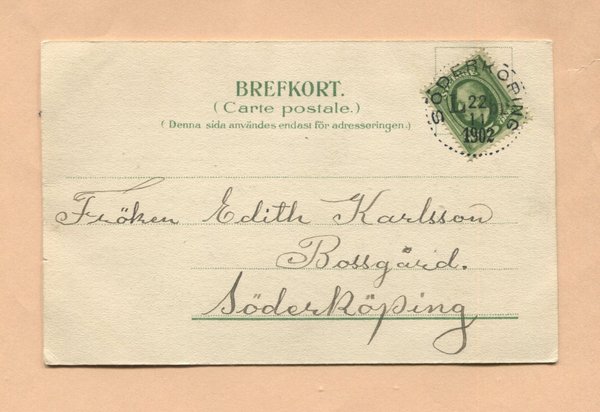 BREFKORT.
(Carte postale.)
(Denna sida användes endast för adresseringen.)
SÖDERKÖPING
22
11
1902
Fröken Edith Karlsson
Bossgård.
Söderköping